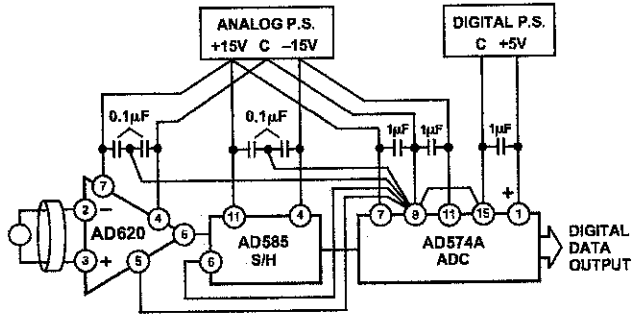 ANALOG P.S.
+15V C –15V
DIGITAL P.S.
C +5V
0.1µF
0.1µF
1µF
1µF
1µF
+
7
2
–
4
AD620
6
3
+
5
11
4
AD585
S/H
6
7
9
11
15
1
AD574A
ADC
DIGITAL
DATA
OUTPUT